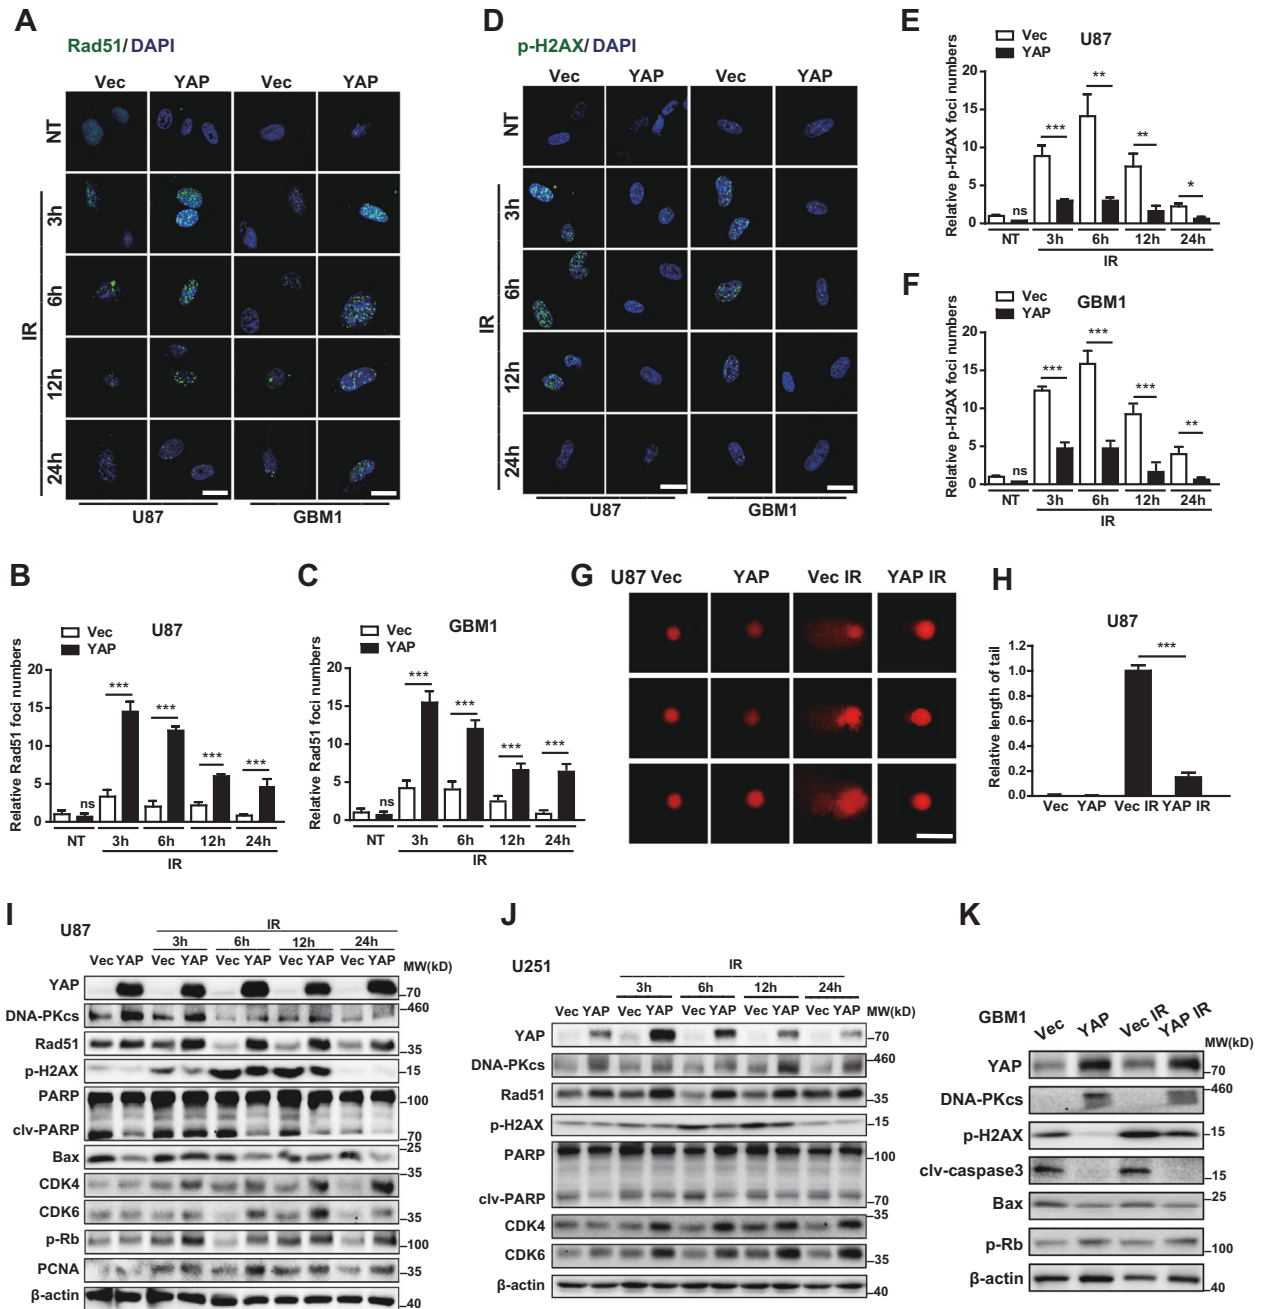 A
Rad51/ DAPI
Vec YAP Vec YAP
NT
3h
6h
12h
24h
IR
U87 GBM1
D
p-H2AX/ DAPI
Vec YAP Vec YAP
NT
3h
6h
12h
24h
IR
U87 GBM1
E
Vec
YAP
U87
Relative p-H2AX foci numbers
20
15
10
5
0
ns *** ** ** *
NT 3h 6h 12h 24h
IR
F
Vec
YAP
GBM1
Relative p-H2AX foci numbers
20
15
10
5
0
ns *** *** *** **
NT 3h 6h 12h 24h
IR
B
Vec
YAP
U87
Relative Rad51 foci numbers
20
15
10
5
0
ns *** *** *** ***
NT 3h 6h 12h 24h
IR
C
Vec
YAP
GBM1
Relative Rad51 foci numbers
20
15
10
5
0
ns *** *** *** ***
NT 3h 6h 12h 24h
IR
G
U87 Vec YAP Vec IR YAP IR
H
U87
Relative length of tail
1.2
1.0
0.8
0.6
0.4
0.2
0.0
***
Vec YAP Vec IR YAP IR
I
U87
IR
3h 6h 12h 24h
Vec YAP Vec YAP Vec YAP Vec YAP Vec YAP
MW(kD)
YAP 70
DNA-PKcs 460
Rad51 35
p-H2AX 15
PARP 100
clv-PARP 70
Bax 25
CDK4 35
CDK6 35
p-Rb 100
PCNA 35
β-actin 40
J
U251
IR
3h 6h 12h 24h
Vec YAP Vec YAP Vec YAP Vec YAP Vec YAP
MW(kD)
YAP 70
DNA-PKcs 460
Rad51 35
p-H2AX 15
PARP 100
clv-PARP 70
CDK4 35
CDK6 35
β-actin 40
K
GBM1
Vec YAP Vec IR YAP IR
MW(kD)
YAP 70
DNA-PKcs 460
p-H2AX 15
clv-caspase3 15
Bax 25
p-Rb 100
β-actin 40